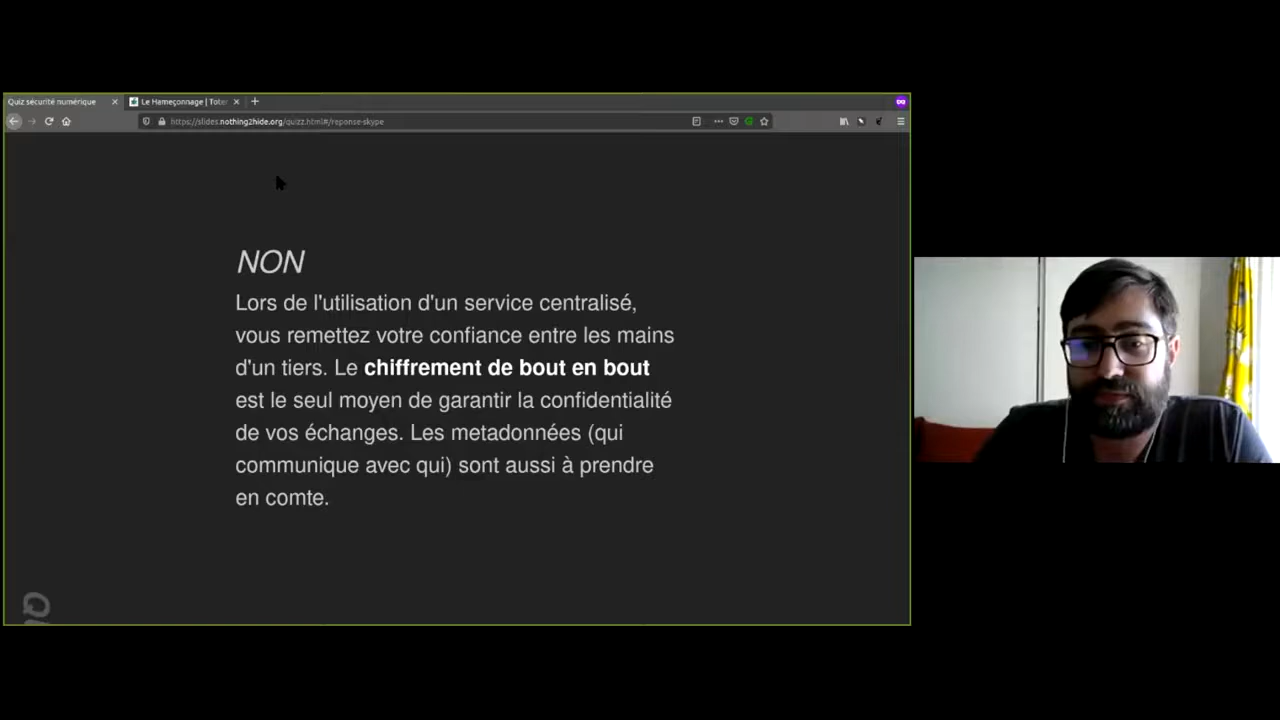 Quiz sécurité numérique
Le Hameçonnage | Tote
https://slides.nothing2hide.org/quizz.html#/reponse-skype
NON
Lors de l'utilisation d'un service centralisé,
vous remettez votre confiance entre les mains
d'un tiers. Le chiffrement de bout en bout
est le seul moyen de garantir la confidentialité
de vos échanges. Les metadonnées (qui
communique avec qui) sont aussi à prendre
en comte.